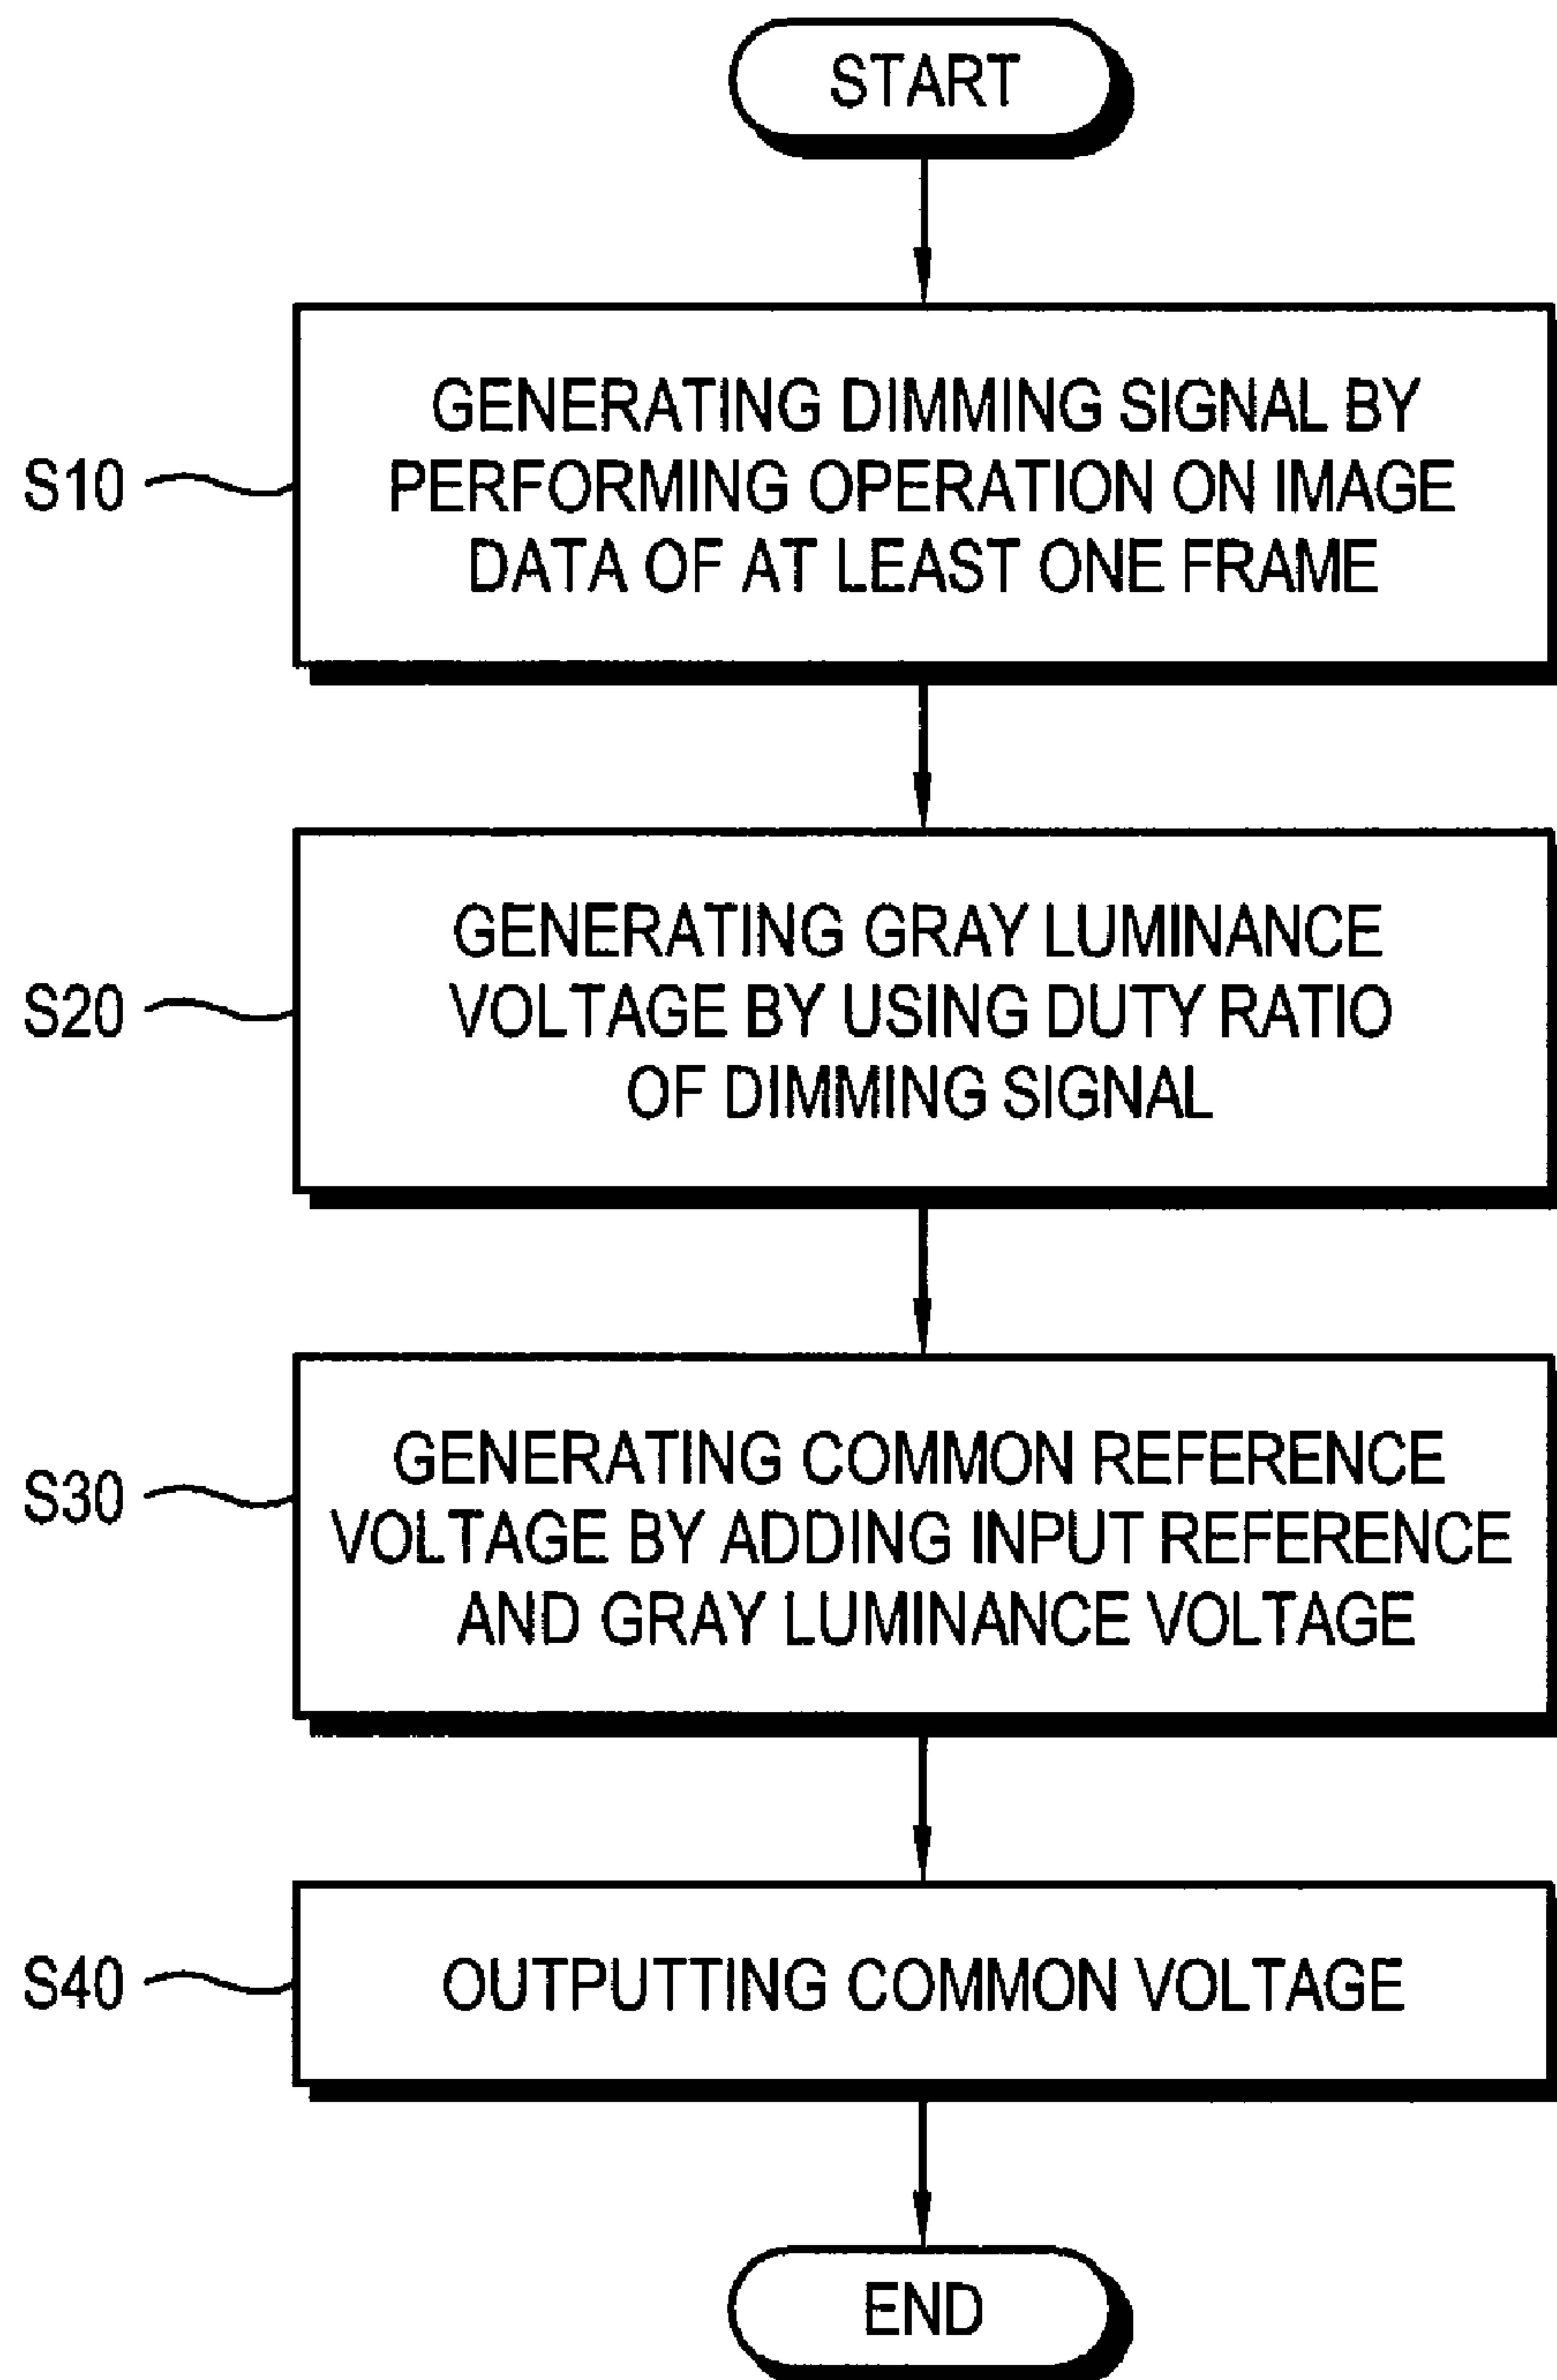 START
S10
GENERATING DIMMING SIGNAL BY
PERFORMING OPERATION ON IMAGE
DATA OF AT LEAST ONE FRAME
S20
GENERATING GRAY LUMINANCE
VOLTAGE BY USING DUTY RATIO
OF DIMMING SIGNAL
S30
GENERATING COMMON REFERENCE
VOLTAGE BY ADDING INPUT REFERENCE
AND GRAY LUMINANCE VOLTAGE
S40
OUTPUTTING COMMON VOLTAGE
END